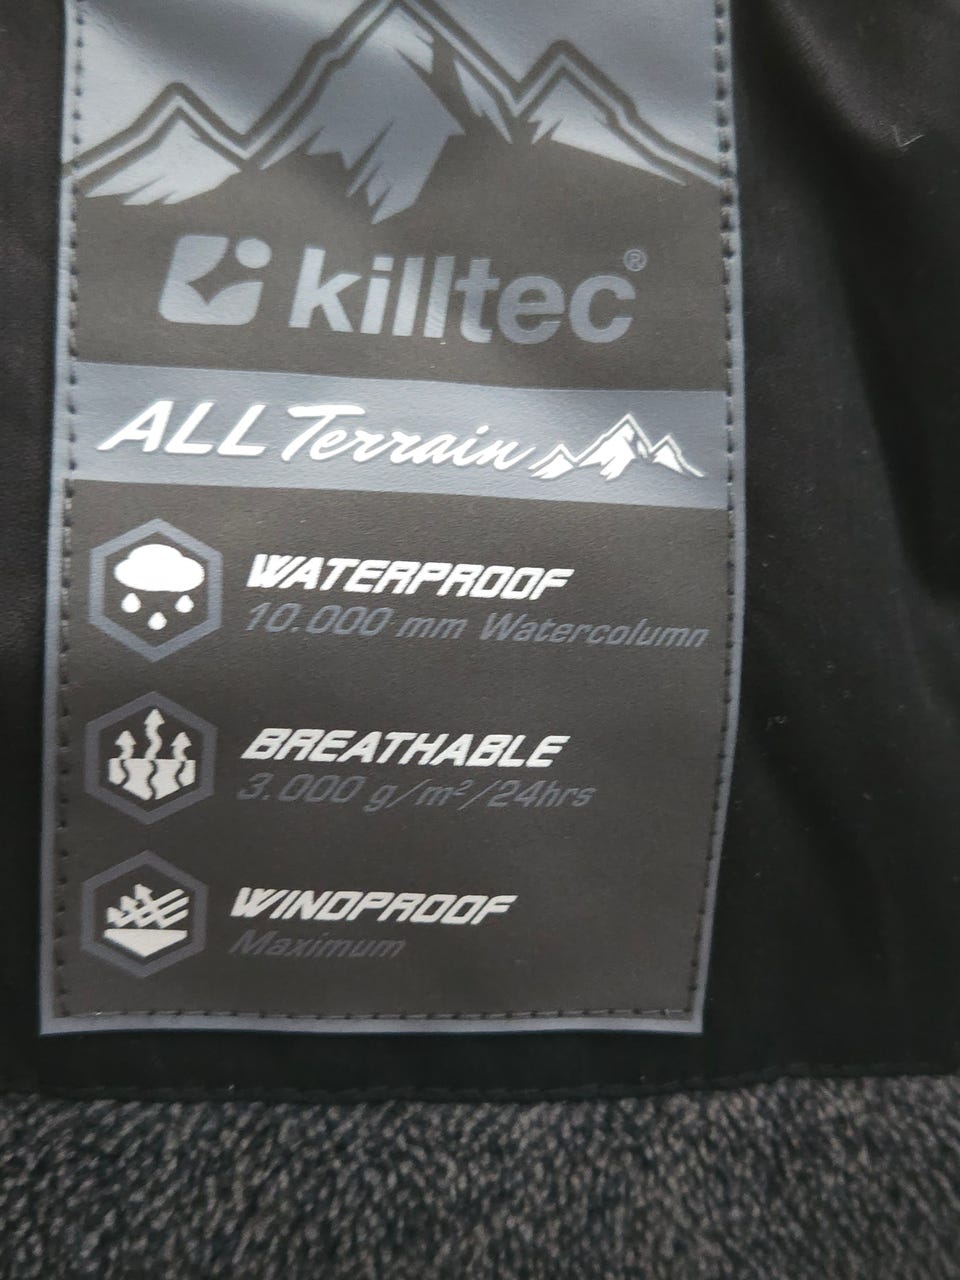 killtec®
ALL Terrain
WATERPROOF
10.000 mm Watercolumn
BREATHABLE
3.000 g/m²/24hrs
WINDPROOF
Maximum